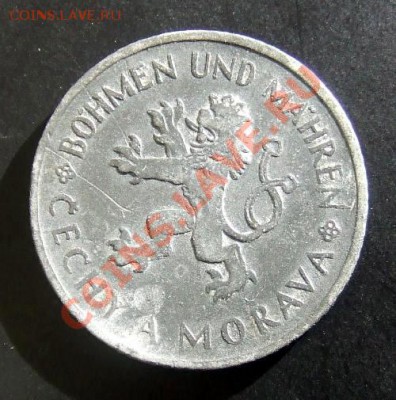 COINS.LAVE.RU
BÖHMEN UND MÄHREN
ČECHY A MORAVA
COINS.LAVE.RU